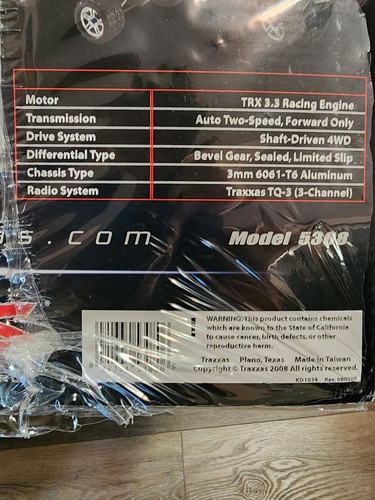 Motor TRX 3.3 Racing Engine
Transmission Auto Two-Speed, Forward Only
Drive System Shaft-Driven 4WD
Differential Type Bevel Gear, Sealed, Limited Slip
Chassis Type 3mm 6061-T6 Aluminum
Radio System Traxxas TQ-3 (3-Channel)
s.com Model 5308
WARNING: This product contains chemicals
which are known to the State of California
to cause cancer, birth defects, or other
reproductive harm.
Traxxas Plano, Texas Made in Taiwan
Copyright © Traxxas 2008 All rights reserved.
KD1034 Rev.